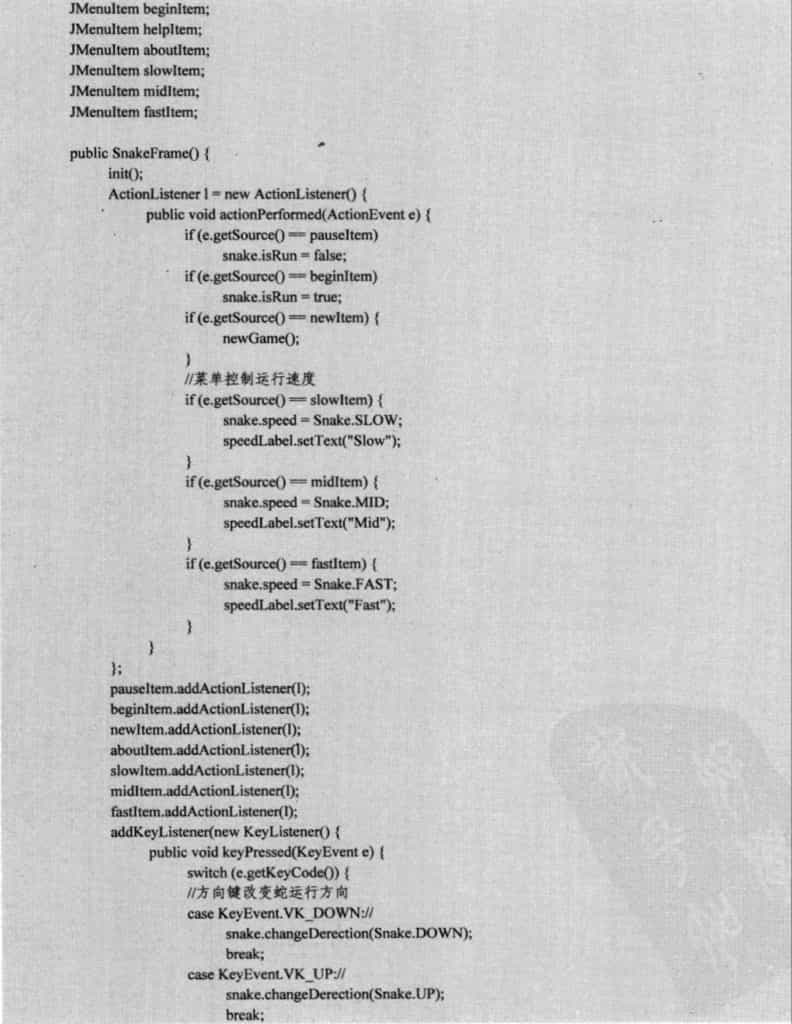 JMenuItem beginItem;
JMenuItem helpItem;
JMenuItem aboutItem;
JMenuItem slowItem;
JMenuItem midItem;
JMenuItem fastItem;
public SnakeFrame() {
init();
ActionListener l = new ActionListener() {
public void actionPerformed(ActionEvent e) {
if (e.getSource() == pauseItem)
snake.isRun = false;
if (e.getSource() == beginItem)
snake.isRun = true;
if (e.getSource() == newItem) {
newGame();
}
//菜单控制运行速度
if (e.getSource() == slowItem) {
snake.speed = Snake.SLOW;
speedLabel.setText("Slow");
}
if (e.getSource() == midItem) {
snake.speed = Snake.MID;
speedLabel.setText("Mid");
}
if (e.getSource() == fastItem) {
snake.speed = Snake.FAST;
speedLabel.setText("Fast");
}
}
};
pauseItem.addActionListener(l);
beginItem.addActionListener(l);
newItem.addActionListener(l);
aboutItem.addActionListener(l);
slowItem.addActionListener(l);
midItem.addActionListener(l);
fastItem.addActionListener(l);
addKeyListener(new KeyListener() {
public void keyPressed(KeyEvent e) {
switch (e.getKeyCode()) {
//方向键改变蛇运行方向
case KeyEvent.VK_DOWN://
snake.changeDerection(Snake.DOWN);
break;
case KeyEvent.VK_UP://
snake.changeDerection(Snake.UP);
break;